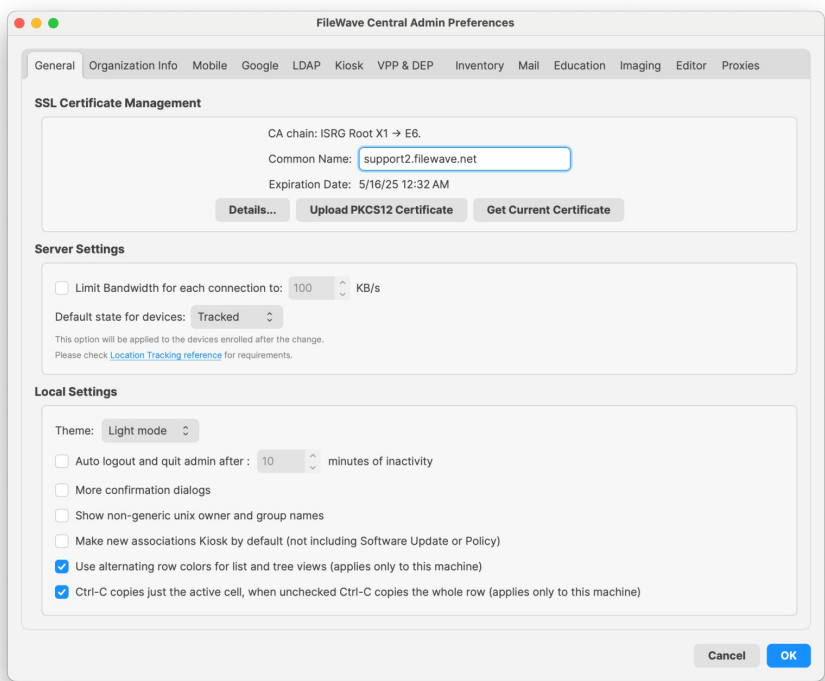 FileWave Central Admin Preferences
General Organization Info Mobile Google LDAP Kiosk VPP & DEP Inventory Mail Education Imaging Editor Proxies
SSL Certificate Management
CA chain: ISRG Root X1 → E6.
Common Name: support2.filewave.net
Expiration Date: 5/16/25 12:32 AM
Details... Upload PKCS12 Certificate Get Current Certificate
Server Settings
Limit Bandwidth for each connection to: 100 KB/s
Default state for devices: Tracked
This option will be applied to the devices enrolled after the change.
Please check Location Tracking reference for requirements.
Local Settings
Theme: Light mode
Auto logout and quit admin after : 10 minutes of inactivity
More confirmation dialogs
Show non-generic unix owner and group names
Make new associations Kiosk by default (not including Software Update or Policy)
Use alternating row colors for list and tree views (applies only to this machine)
Ctrl-C copies just the active cell, when unchecked Ctrl-C copies the whole row (applies only to this machine)
Cancel OK